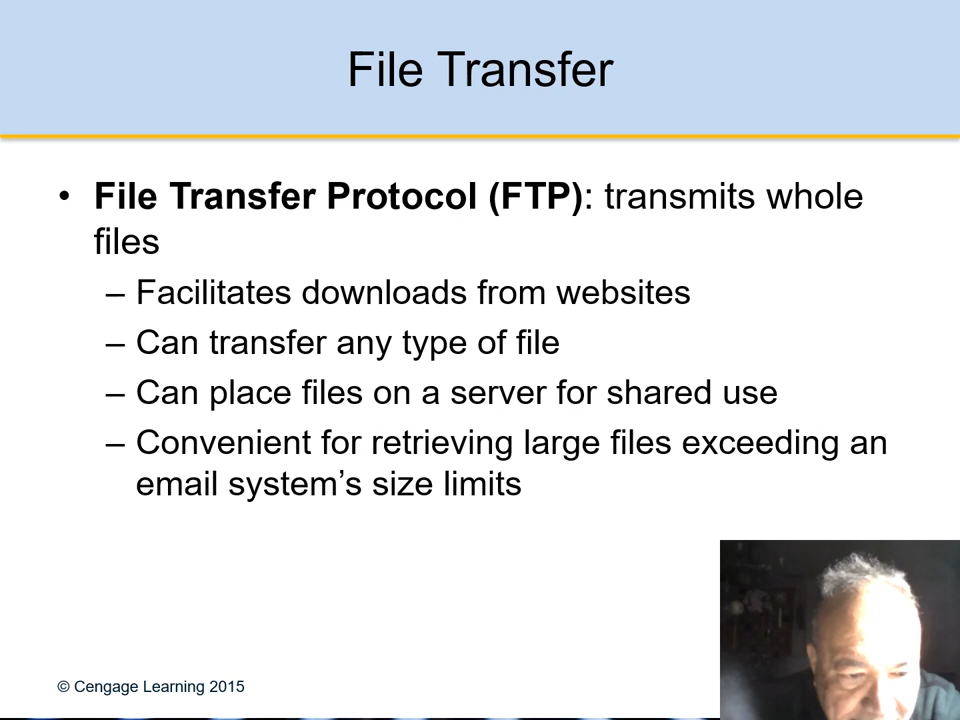 File Transfer
• File Transfer Protocol (FTP): transmits whole
files
– Facilitates downloads from websites
– Can transfer any type of file
– Can place files on a server for shared use
– Convenient for retrieving large files exceeding an
email system’s size limits
© Cengage Learning 2015